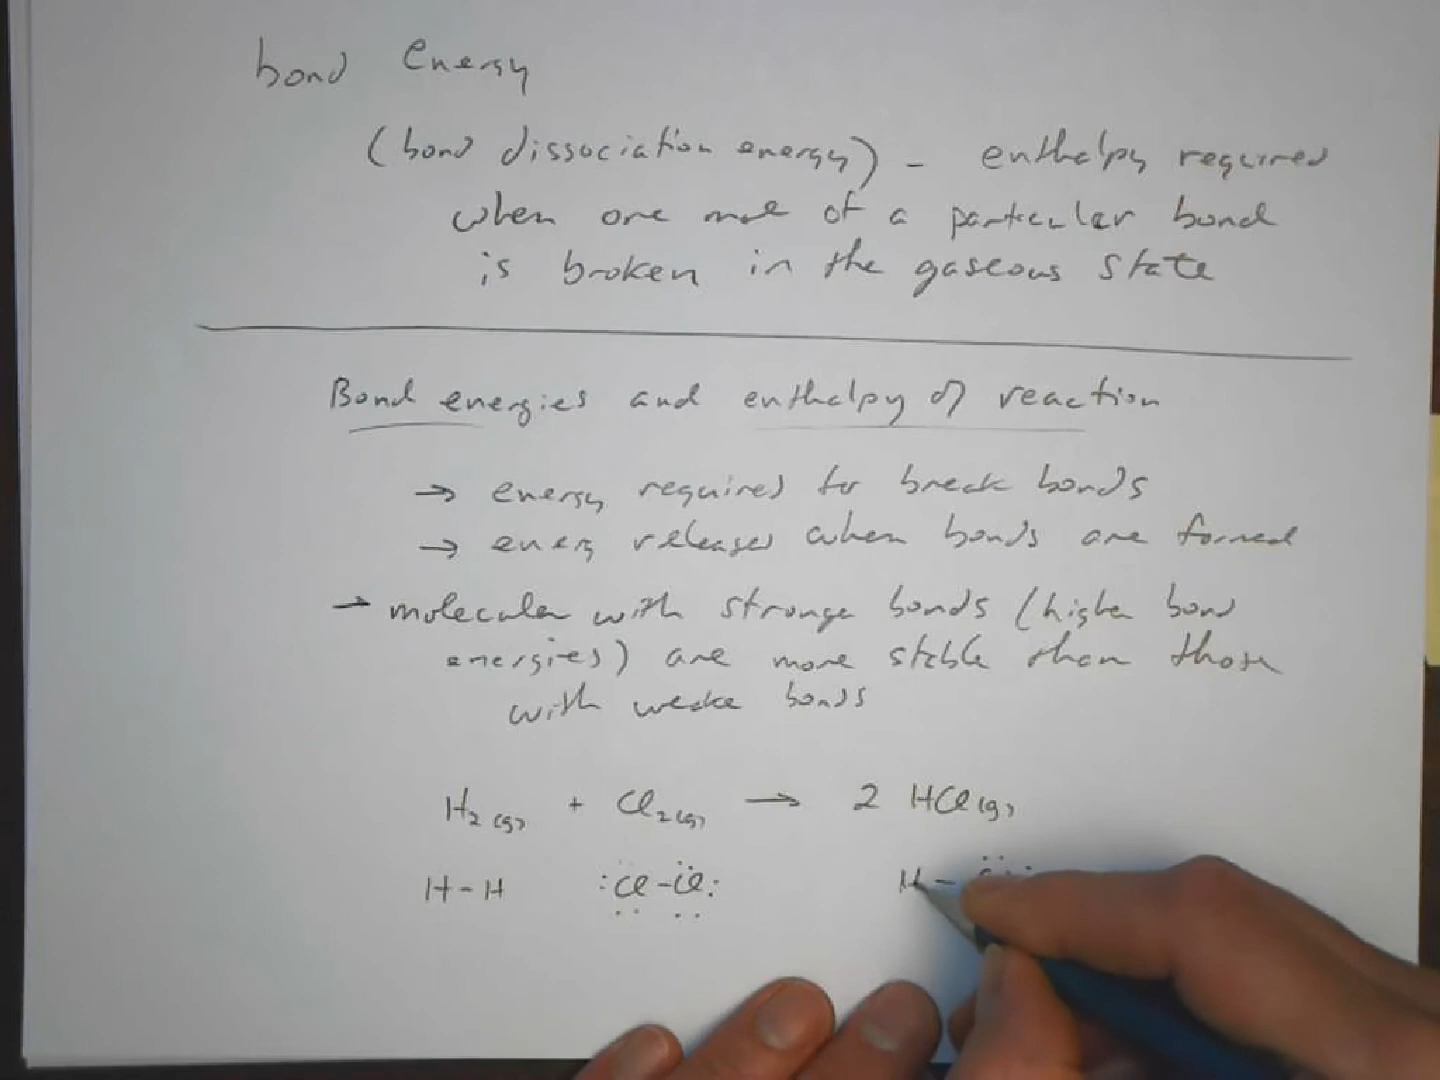 bond energy
(bond dissociation energy) - enthalpy required
when one mole of a particular bond
is broken in the gaseous state
Bond energies and enthalpy of reaction
→ energy required to break bonds
→ energy released when bonds are formed
→ molecules with stronger bonds (higher bond
energies) are more stable than those
with weaker bonds
H₂(g) + Cl₂(g) → 2 HCl(g)
H-H :Cl-Cl: H-